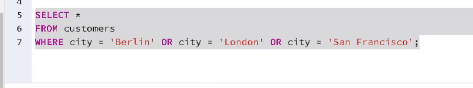 4
5 SELECT *
6 FROM customers
7 WHERE city = 'Berlin' OR city = 'London' OR city = 'San Francisco';